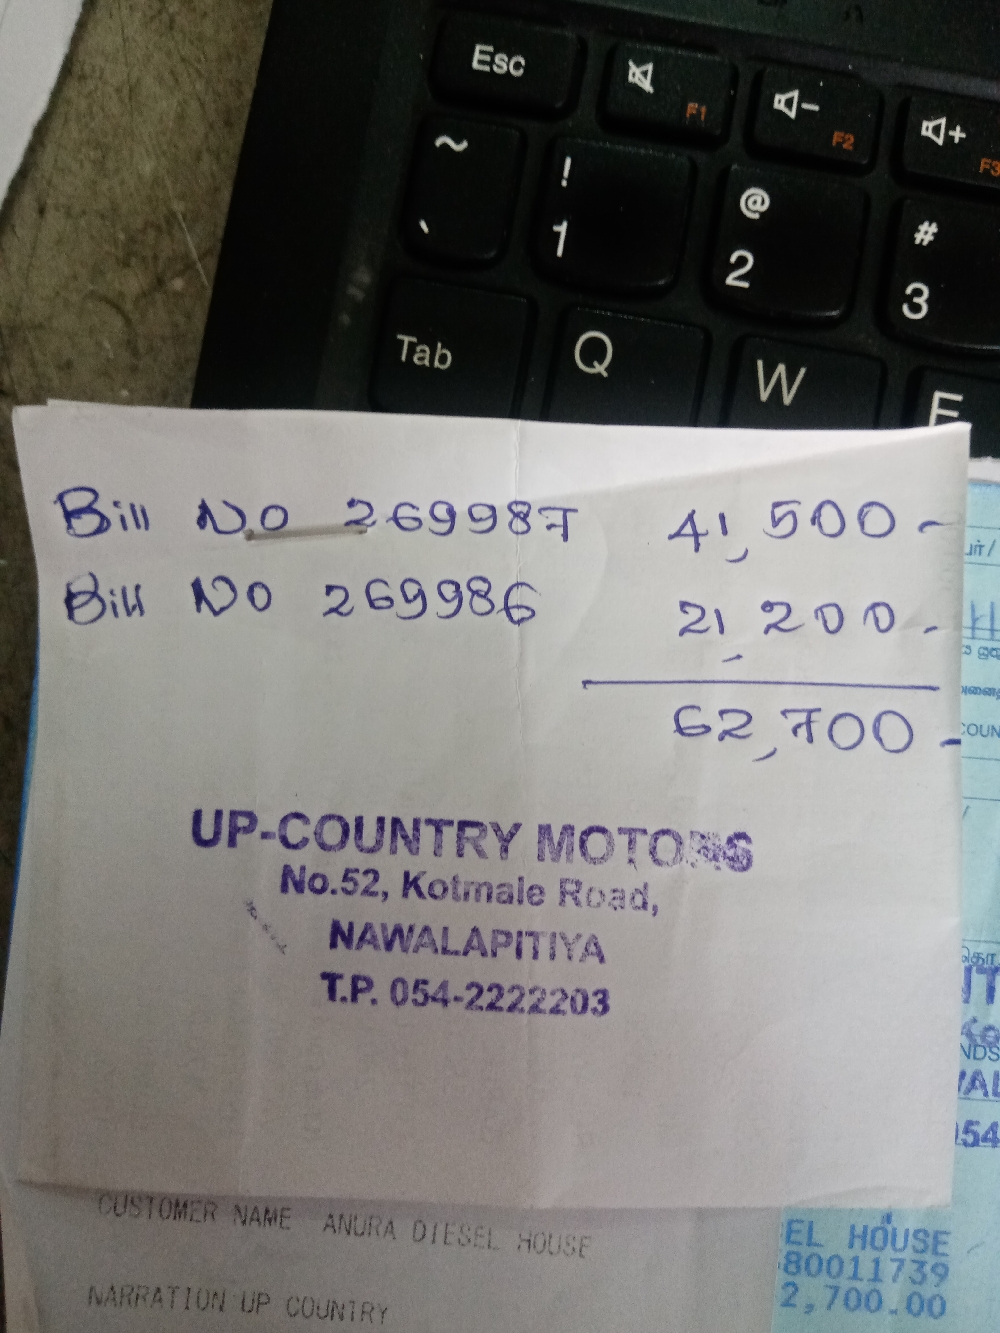 Esc
F1
F2
F3
~
`
!
1
@
2
#
3
Tab
Q
W
E
Bill No 269987 41,500 -
Bill No 269986 21,200 -
62,700 -
UP-COUNTRY MOTORS
No.52, Kotmale Road,
NAWALAPITIYA
T.P. 054-2222203
CUSTOMER NAME ANURA DIESEL HOUSE
NARRATION UP COUNTRY
EL HOUSE
80011739
2,700.00